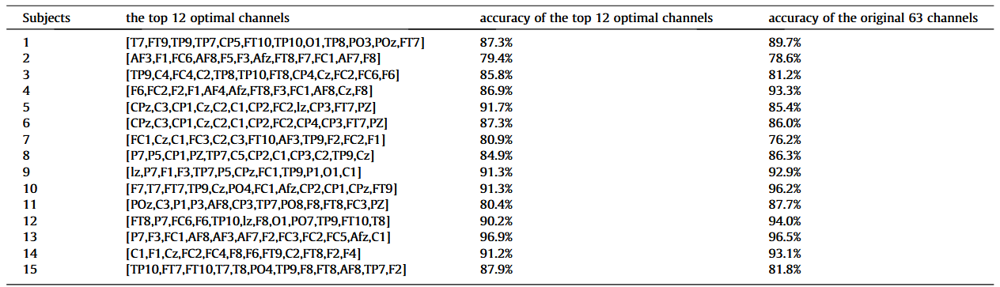 Subjects the top 12 optimal channels accuracy of the top 12 optimal channels accuracy of the original 63 channels
1 [T7,FT9,TP9,TP7,CP5,FT10,TP10,O1,TP8,PO3,POz,FT7] 87.3% 89.7%
2 [AF3,F1,FC6,AF8,F5,F3,Afz,FT8,F7,FC1,AF7,F8] 79.4% 78.6%
3 [TP9,C4,FC4,C2,TP8,TP10,FT8,CP4,Cz,FC2,FC6,F6] 85.8% 81.2%
4 [F6,FC2,F2,F1,AF4,Afz,FT8,F3,FC1,AF8,Cz,F8] 86.9% 93.3%
5 [CPz,C3,CP1,Cz,C2,C1,CP2,FC2,lz,CP3,FT7,PZ] 91.7% 85.4%
6 [CPz,C3,CP1,Cz,C2,C1,CP2,FC2,CP4,CP3,FT7,PZ] 87.3% 86.0%
7 [FC1,Cz,C1,FC3,C2,C3,FT10,AF3,TP9,F2,FC2,F1] 80.9% 76.2%
8 [P7,P5,CP1,PZ,TP7,C5,CP2,C1,CP3,C2,TP9,Cz] 84.9% 86.3%
9 [lz,P7,F1,F3,TP7,P5,CPz,FC1,TP9,P1,O1,C1] 91.3% 92.9%
10 [F7,T7,FT7,TP9,Cz,PO4,FC1,Afz,CP2,CP1,CPz,FT9] 91.3% 96.2%
11 [POz,C3,P1,P3,AF8,CP3,TP7,PO8,F8,FT8,FC3,PZ] 80.4% 87.7%
12 [FT8,P7,FC6,F6,TP10,lz,F8,O1,PO7,TP9,FT10,T8] 90.2% 94.0%
13 [P7,F3,FC1,AF8,AF3,AF7,F2,FC3,FC2,FC5,Afz,C1] 96.9% 96.5%
14 [C1,F1,Cz,FC2,FC4,F8,F6,FT9,C2,FT8,F2,F4] 91.2% 93.1%
15 [TP10,FT7,FT10,T7,T8,PO4,TP9,F8,FT8,AF8,TP7,F2] 87.9% 81.8%